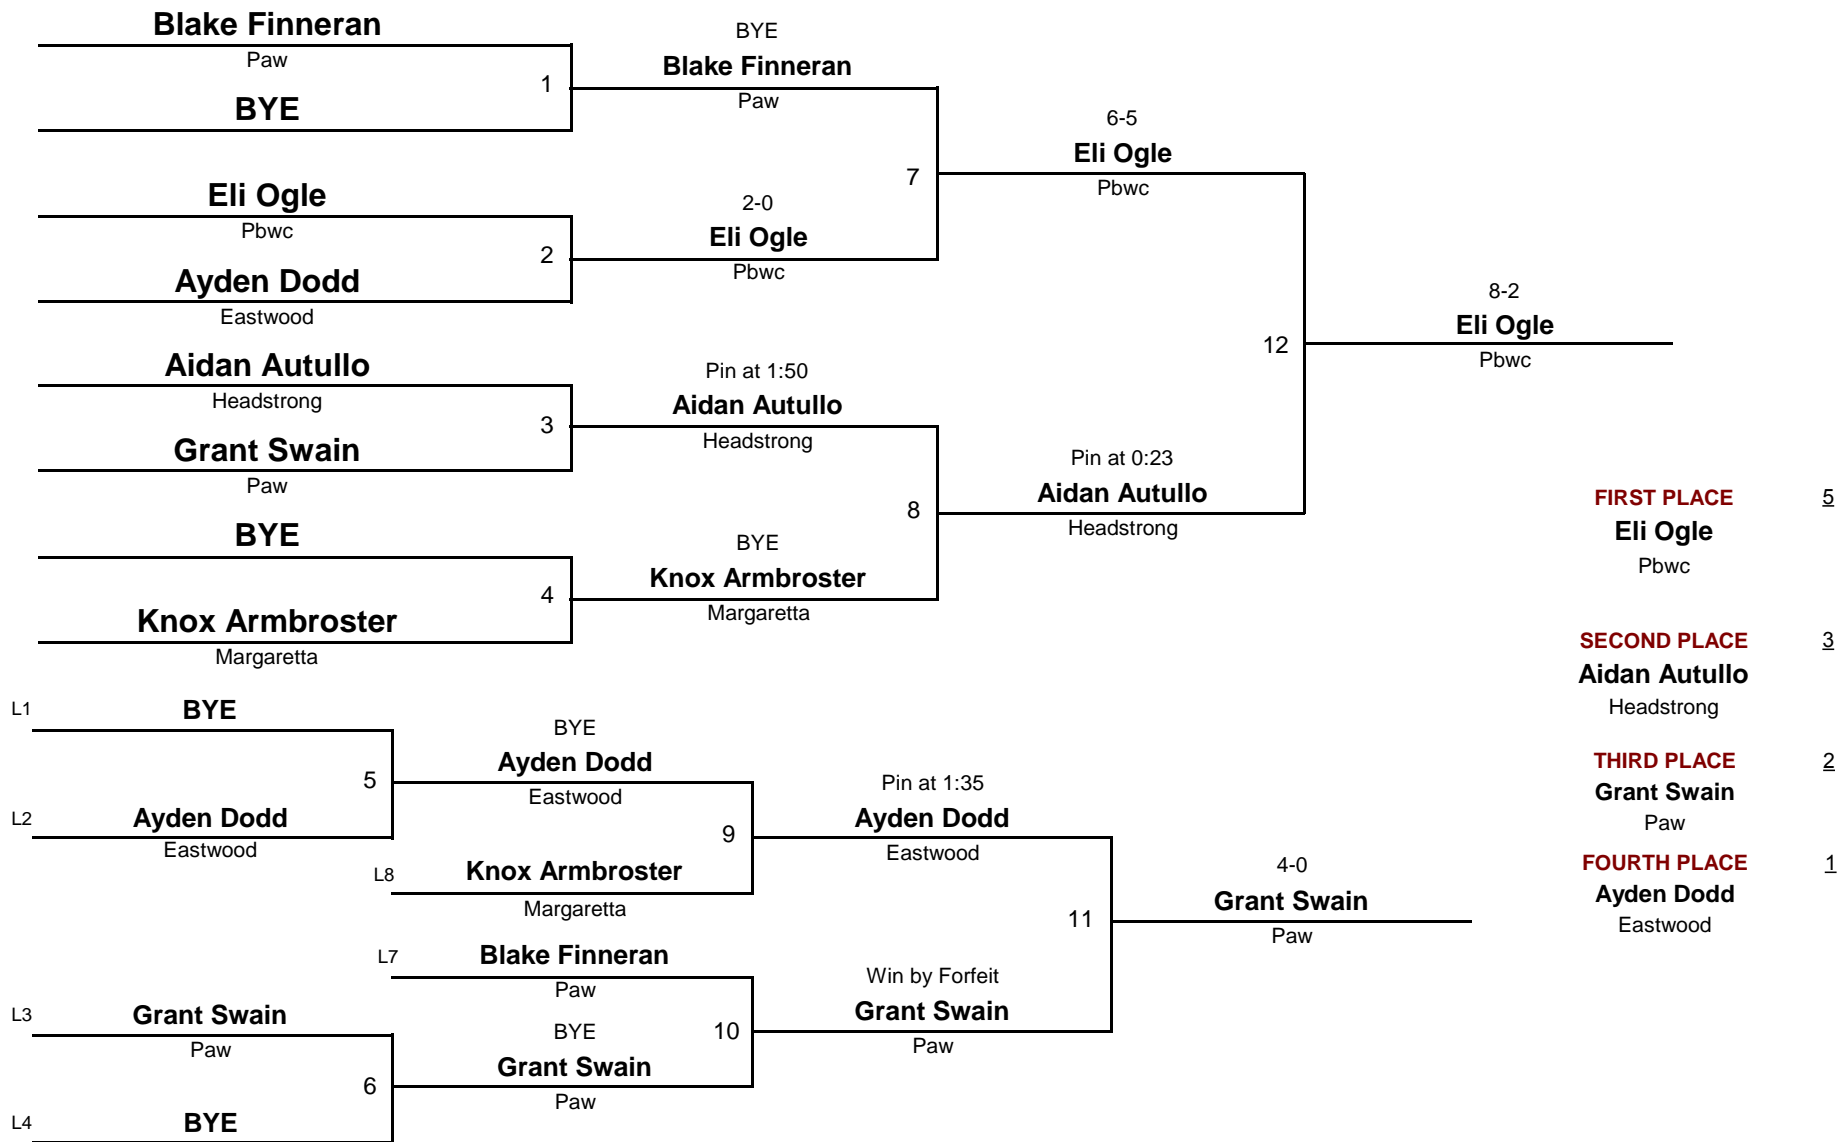 Blake Finneran
Paw
1
BYE
BYE
Blake Finneran
Paw
Eli Ogle
Pbwc
2
Ayden Dodd
Eastwood
2-0
Eli Ogle
Pbwc
7
6-5
Eli Ogle
Pbwc
Aidan Autullo
Headstrong
3
Grant Swain
Paw
Pin at 1:50
Aidan Autullo
Headstrong
BYE
4
Knox Armbroster
Margaretta
BYE
Knox Armbroster
Margaretta
8
Pin at 0:23
Aidan Autullo
Headstrong
12
8-2
Eli Ogle
Pbwc
FIRST PLACE 5
Eli Ogle
Pbwc
SECOND PLACE 3
Aidan Autullo
Headstrong
THIRD PLACE 2
Grant Swain
Paw
FOURTH PLACE 1
Ayden Dodd
Eastwood
L1 BYE
5
L2 Ayden Dodd
Eastwood
BYE
Ayden Dodd
Eastwood
9
L8 Knox Armbroster
Margaretta
Pin at 1:35
Ayden Dodd
Eastwood
L7 Blake Finneran
Paw
10
L3 Grant Swain
Paw
6
L4 BYE
BYE
Grant Swain
Paw
Win by Forfeit
Grant Swain
Paw
11
4-0
Grant Swain
Paw